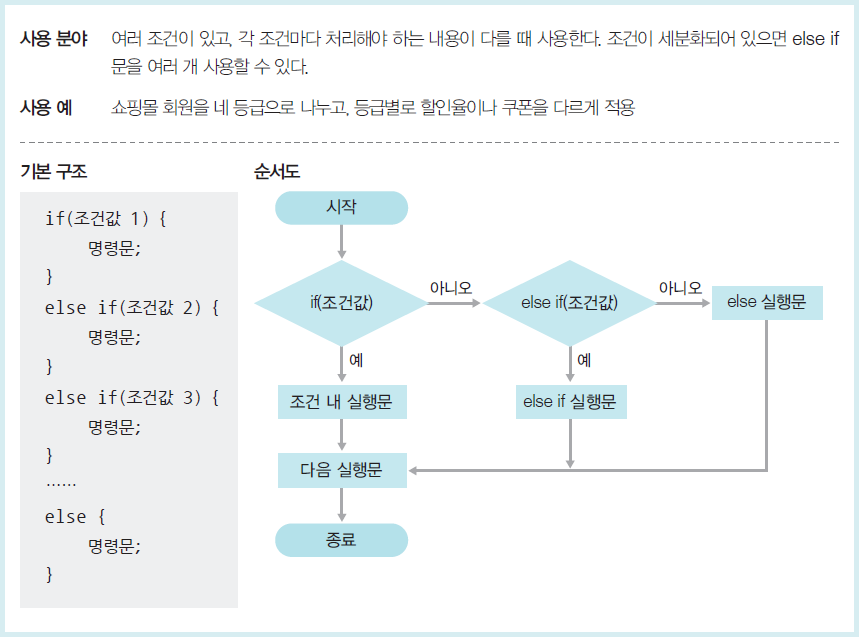 사용 분야 여러 조건이 있고, 각 조건마다 처리해야 하는 내용이 다를 때 사용한다. 조건이 세분화되어 있으면 else if
문을 여러 개 사용할 수 있다.
사용 예 쇼핑몰 회원을 네 등급으로 나누고, 등급별로 할인율이나 쿠폰을 다르게 적용
기본 구조
if(조건값 1) {
명령문;
}
else if(조건값 2) {
명령문;
}
else if(조건값 3) {
명령문;
}
……
else {
명령문;
}
순서도
시작
if(조건값)
아니오
else if(조건값)
아니오
else 실행문
예
예
조건 내 실행문
else if 실행문
다음 실행문
종료